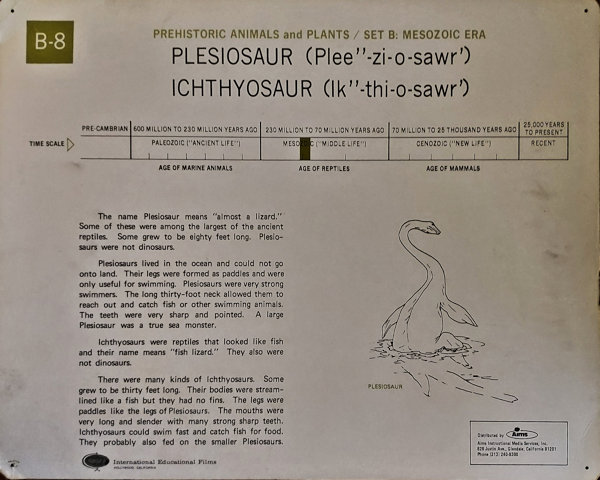 B-8
PREHISTORIC ANIMALS and PLANTS / SET B: MESOZOIC ERA
PLESIOSAUR (Plee''-zi-o-sawr')
ICHTHYOSAUR (Ik''-thi-o-sawr')
TIME SCALE
PRE-CAMBRIAN
600 MILLION TO 230 MILLION YEARS AGO
230 MILLION TO 70 MILLION YEARS AGO
70 MILLION TO 25 THOUSAND YEARS AGO
25,000 YEARS
TO PRESENT
PALEOZOIC ("ANCIENT LIFE")
MESOZOIC ("MIDDLE LIFE")
CENOZOIC ("NEW LIFE")
RECENT
AGE OF MARINE ANIMALS
AGE OF REPTILES
AGE OF MAMMALS
The name Plesiosaur means "almost a lizard."
Some of these were among the largest of the ancient
reptiles. Some grew to be eighty feet long. Plesio-
saurs were not dinosaurs.
Plesiosaurs lived in the ocean and could not go
onto land. Their legs were formed as paddles and were
only useful for swimming. Plesiosaurs were very strong
swimmers. The long thirty-foot neck allowed them to
reach out and catch fish or other swimming animals.
The teeth were very sharp and pointed. A large
Plesiosaur was a true sea monster.
Ichthyosaurs were reptiles that looked like fish
and their name means "fish lizard." They also were
not dinosaurs.
There were many kinds of Ichthyosaurs. Some
grew to be thirty feet long. Their bodies were stream-
lined like a fish but they had no fins. The legs were
paddles like the legs of Plesiosaurs. The mouths were
very long and slender with many strong sharp teeth.
Ichthyosaurs could swim fast and catch fish for food.
They probably also fed on the smaller Plesiosaurs.
PLESIOSAUR
International Educational Films
HOLLYWOOD, CALIFORNIA
Distributed by Aims
Aims Instructional Media Services, Inc.
626 Justin Ave., Glendale, California 91201
Phone (213) 240-9300